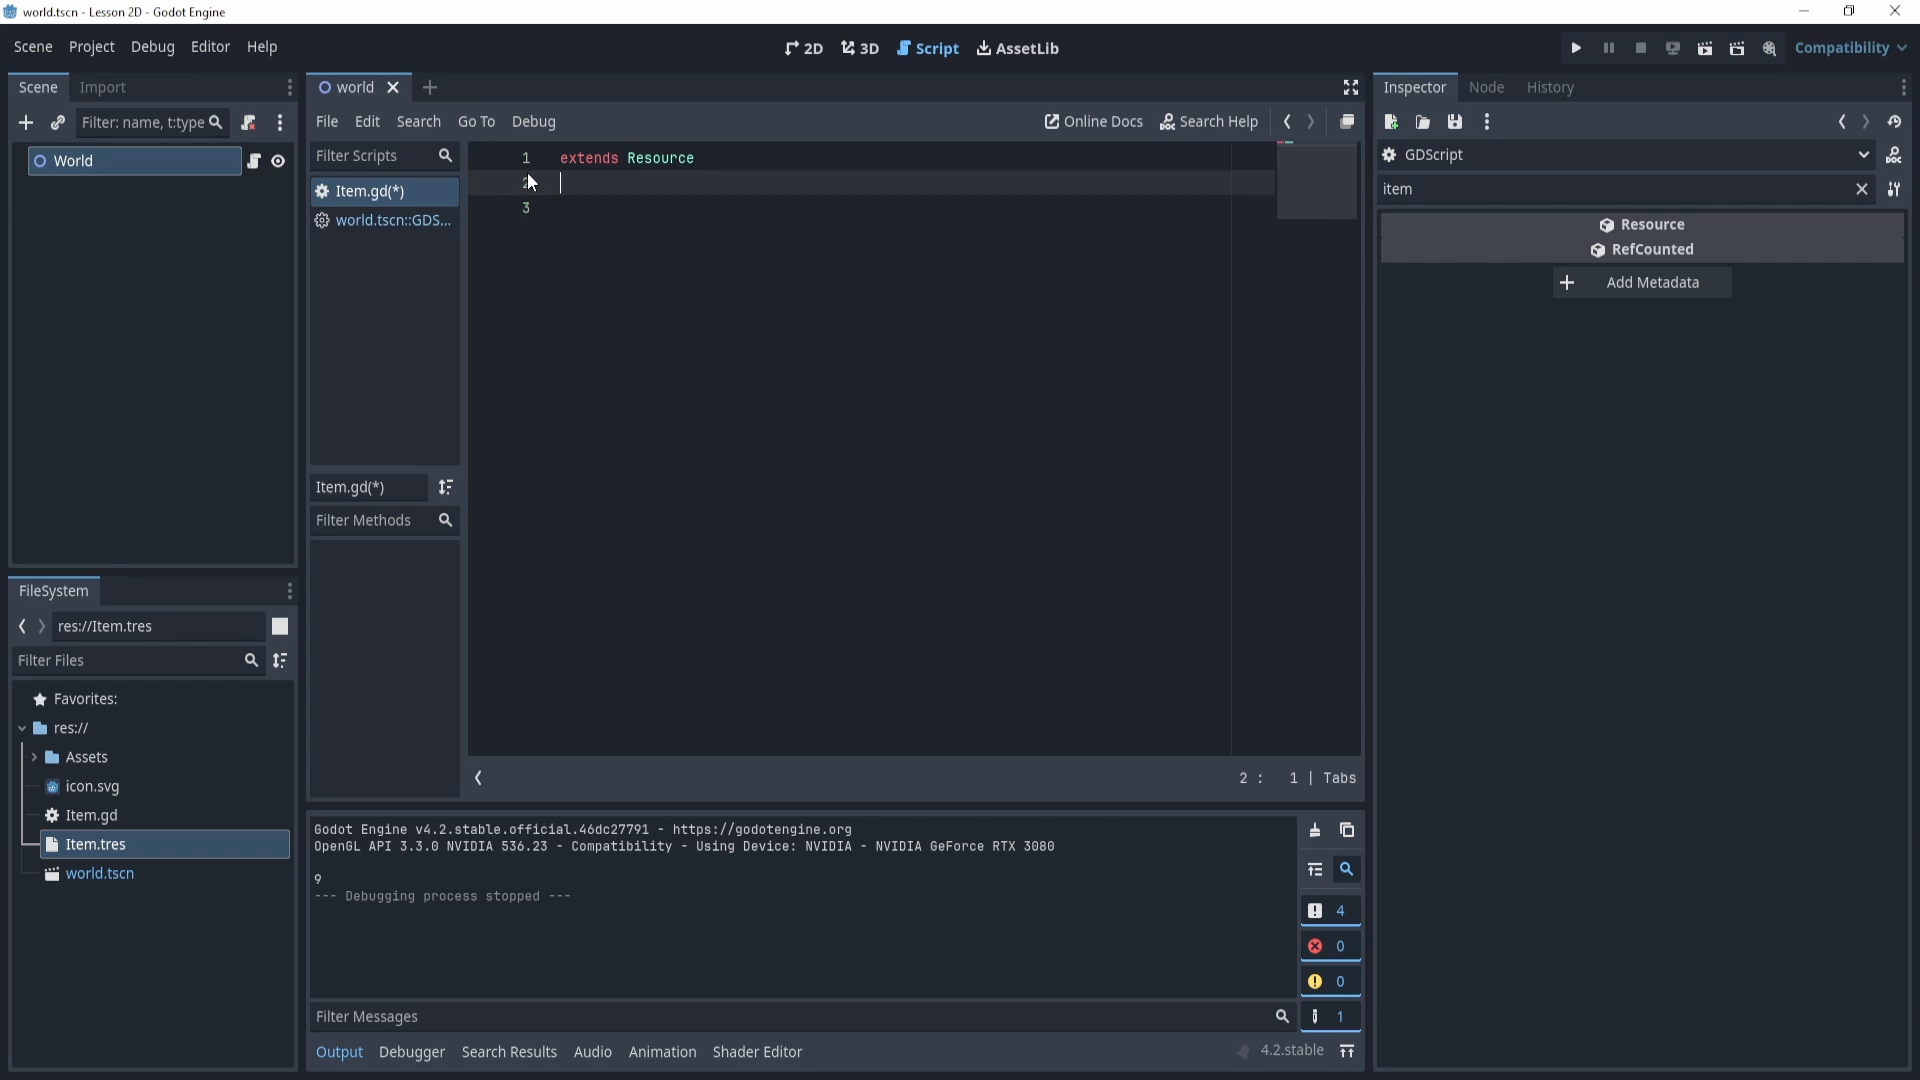 world.tscn - Lesson 2D - Godot Engine
Scene Project Debug Editor Help
2D 3D Script AssetLib
Compatibility
Scene Import
Filter: name, t:type
World
world
File Edit Search Go To Debug
Online Docs Search Help
Filter Scripts
Item.gd(*)
world.tscn::GDS...
Item.gd(*)
Filter Methods
1 extends Resource
2
3
2 : 1 | Tabs
FileSystem
res://Item.tres
Filter Files
Favorites:
res://
Assets
icon.svg
Item.gd
Item.tres
world.tscn
Godot Engine v4.2.stable.official.46dc27791 - https://godotengine.org
OpenGL API 3.3.0 NVIDIA 536.23 - Compatibility - Using Device: NVIDIA - NVIDIA GeForce RTX 3080
9
--- Debugging process stopped ---
4
0
0
1
Filter Messages
Output Debugger Search Results Audio Animation Shader Editor
4.2.stable
Inspector Node History
GDScript
item
Resource
RefCounted
Add Metadata